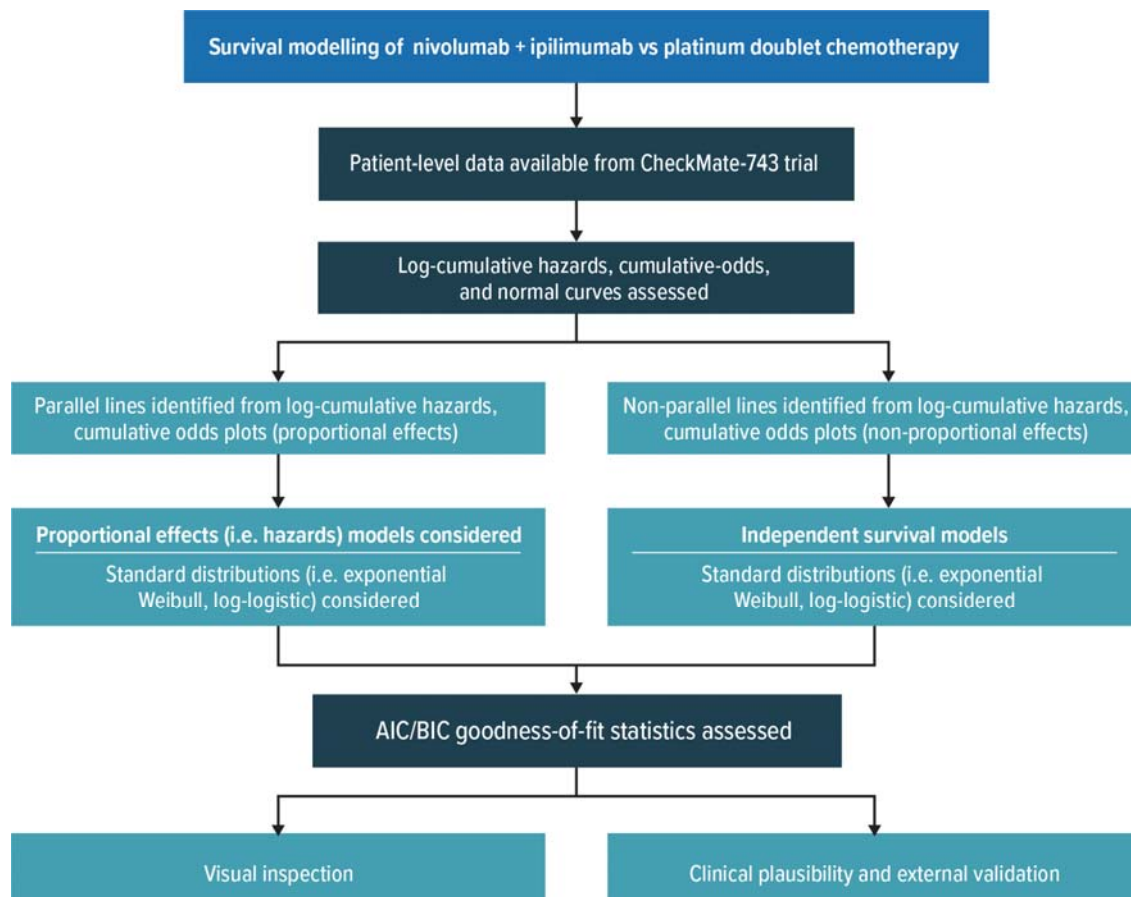 Survival modelling of nivolumab + ipilimumab vs platinum doublet chemotherapy
Patient-level data available from CheckMate-743 trial
Log-cumulative hazards, cumulative-odds,
and normal curves assessed
Parallel lines identified from log-cumulative hazards,
cumulative odds plots (proportional effects)
Non-parallel lines identified from log-cumulative hazards,
cumulative odds plots (non-proportional effects)
Proportional effects (i.e. hazards) models considered
Standard distributions (i.e. exponential
Weibull, log-logistic) considered
Independent survival models
Standard distributions (i.e. exponential
Weibull, log-logistic) considered
AIC/BIC goodness-of-fit statistics assessed
Visual inspection
Clinical plausibility and external validation